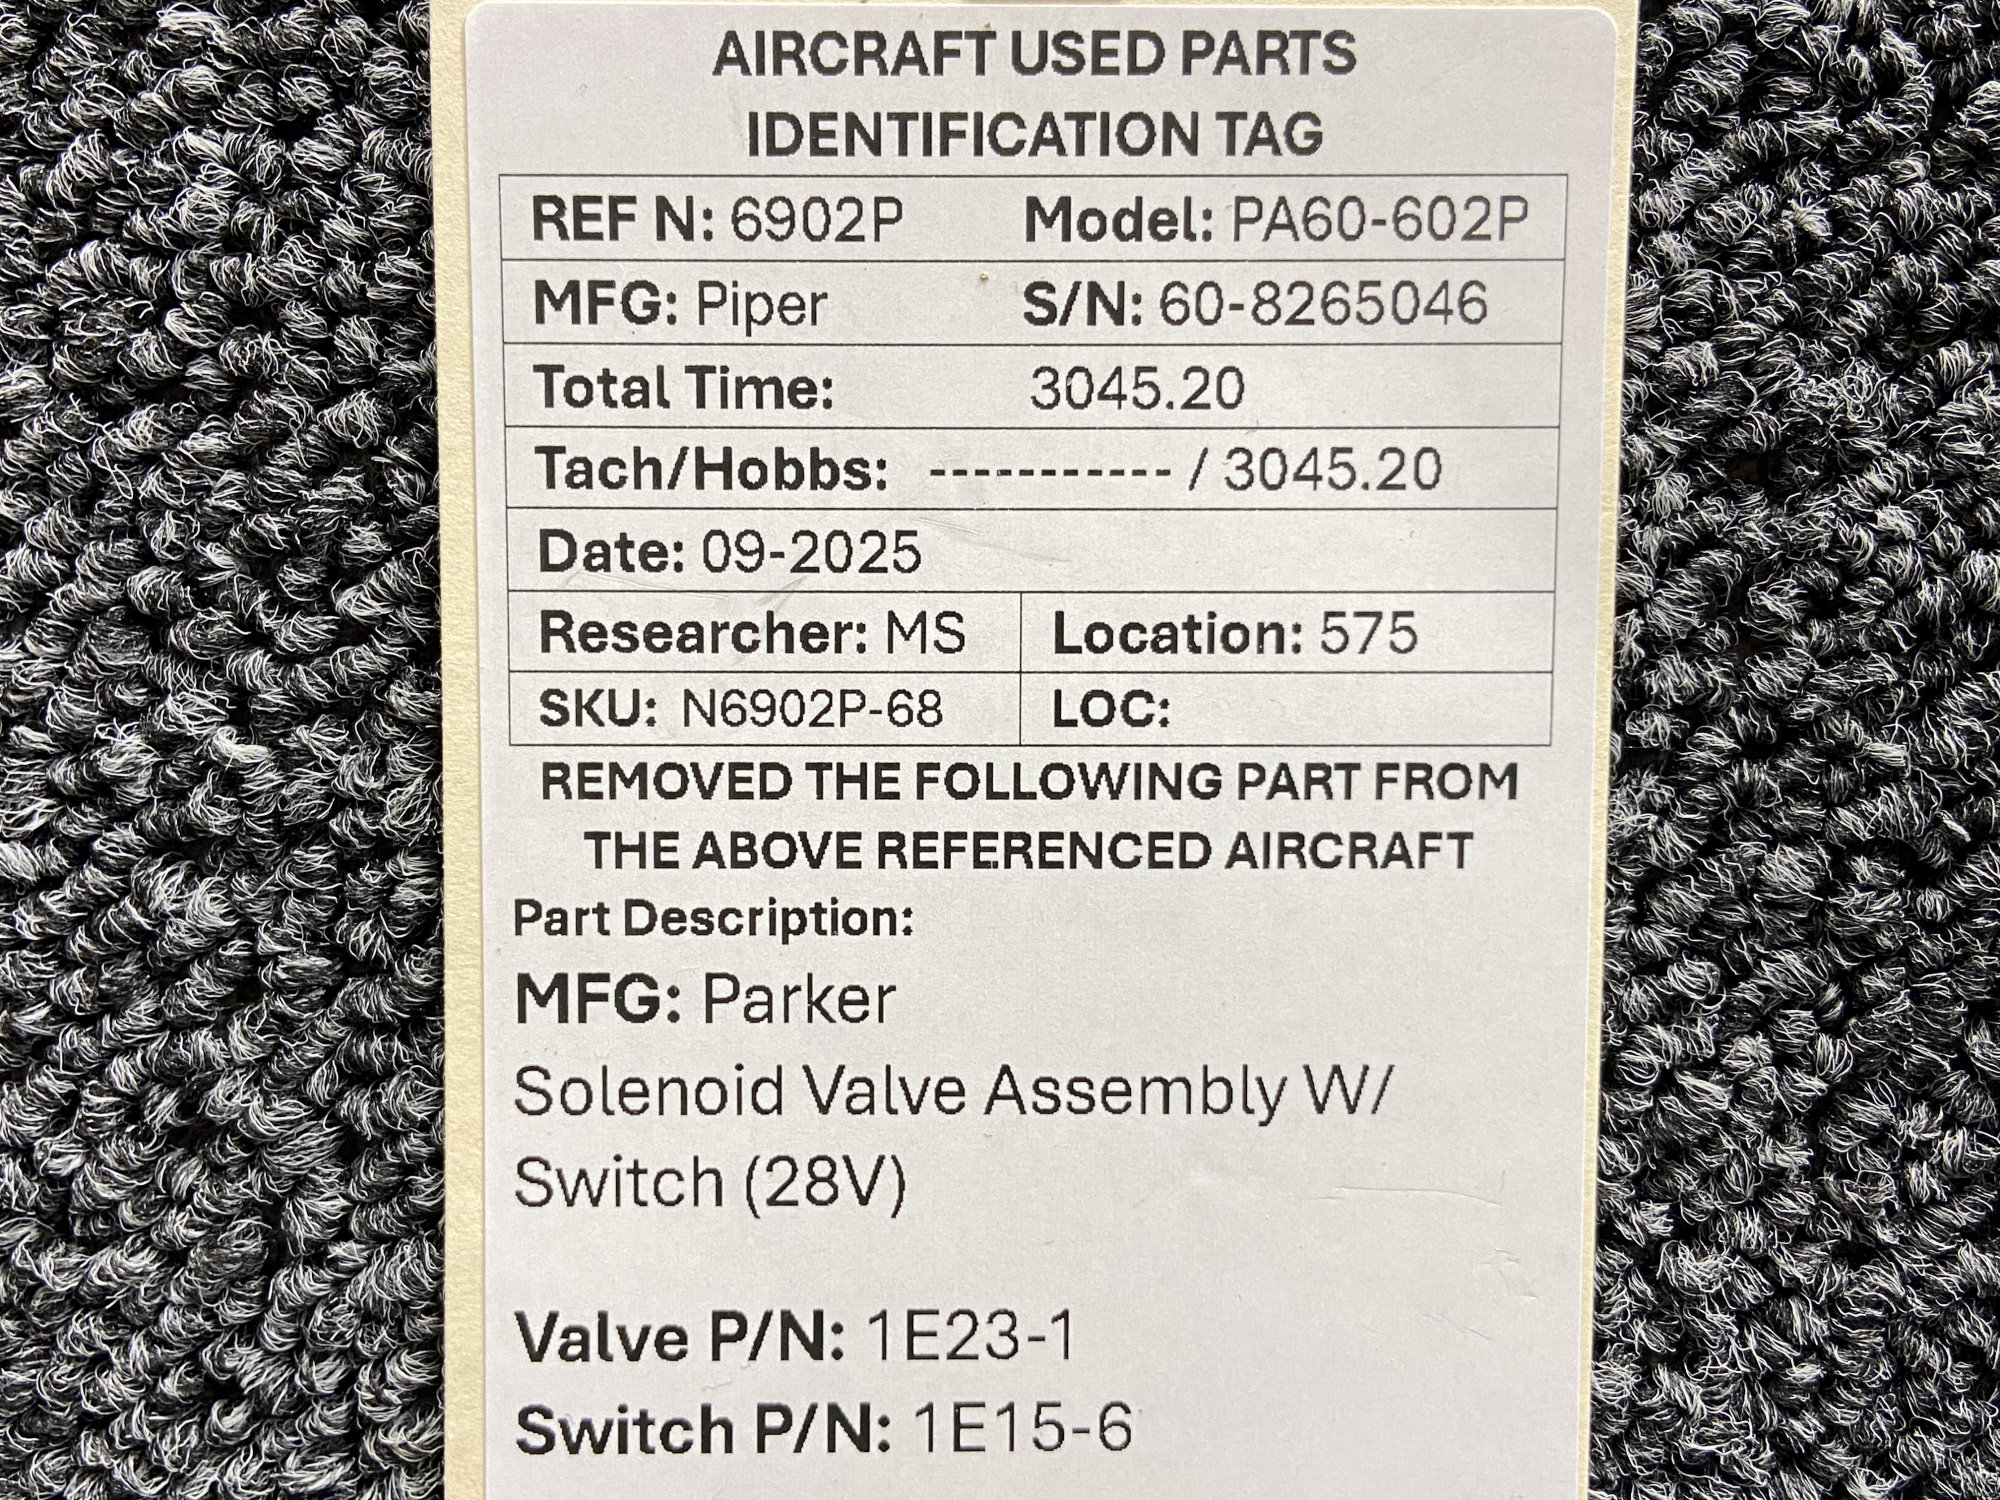 AIRCRAFT USED PARTS
IDENTIFICATION TAG
REF N: 6902P Model: PA60-602P
MFG: Piper S/N: 60-8265046
Total Time: 3045.20
Tach/Hobbs: ----------- / 3045.20
Date: 09-2025
Researcher: MS Location: 575
SKU: N6902P-68 LOC:
REMOVED THE FOLLOWING PART FROM
THE ABOVE REFERENCED AIRCRAFT
Part Description:
MFG: Parker
Solenoid Valve Assembly W/
Switch (28V)
Valve P/N: 1E23-1
Switch P/N: 1E15-6